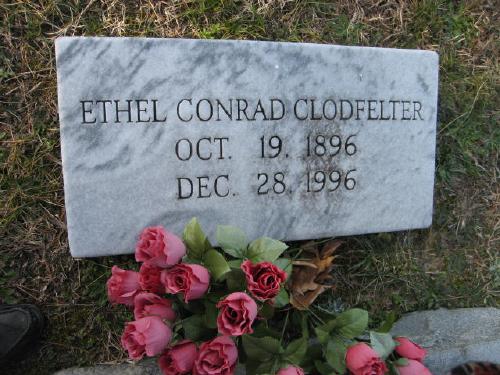 ETHEL CONRAD CLODFELTER
OCT. 19. 1896
DEC. 28. 1996